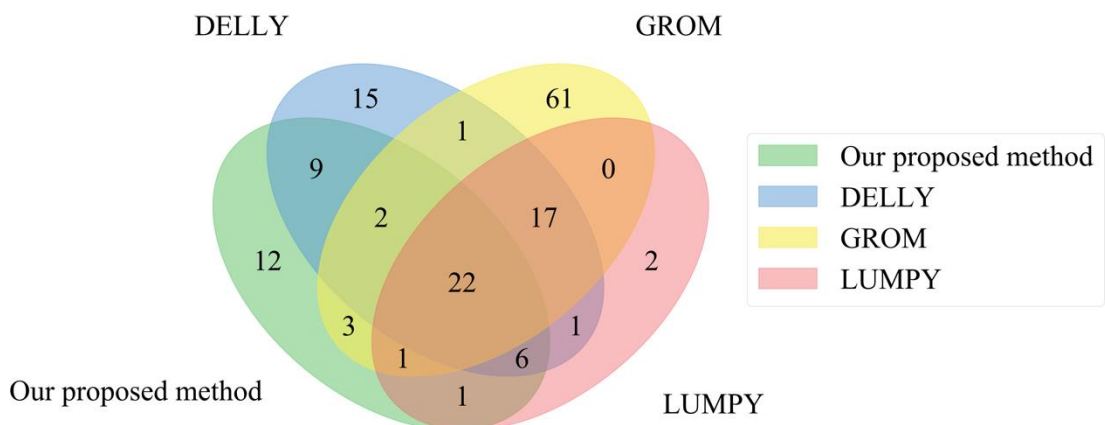 DELLY
GROM
15
61
1
9
0
Our proposed method
DELLY
GROM
LUMPY
2
17
12
22
2
3
1
1
6
1
Our proposed method
LUMPY